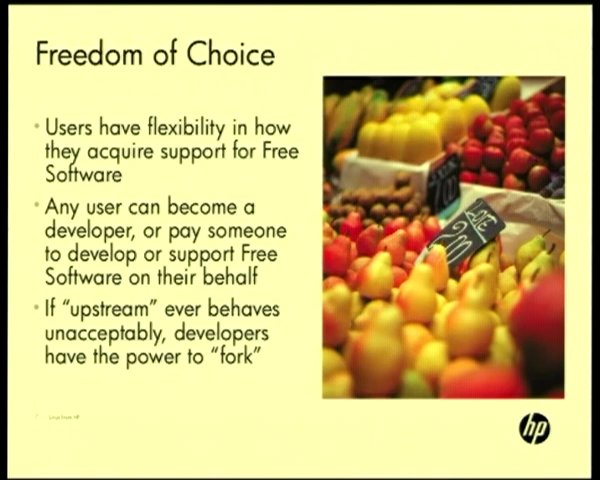 Freedom of Choice
• Users have flexibility in how
they acquire support for Free
Software
• Any user can become a
developer, or pay someone
to develop or support Free
Software on their behalf
• If “upstream” ever behaves
unacceptably, developers
have the power to “fork”
hp